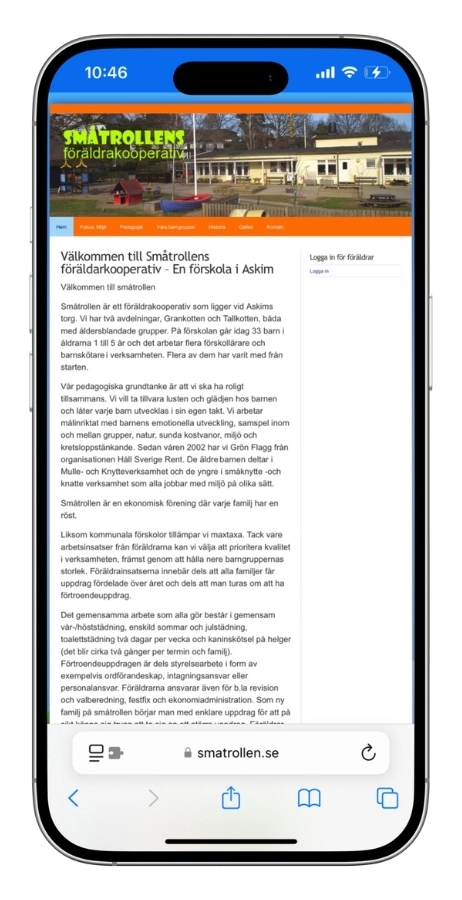 10:46
SMÅTROLLENS
föräldrakooperativ
Hem Fokus: Miljö Pedagogik Våra barngrupper Historia Galleri Kontakt
Välkommen till Småtrollens
föräldarkooperativ – En förskola i Askim
Logga in för föräldrar
Logga in
Välkommen till småtrollen
Småtrollen är ett föräldrakooperativ som ligger vid Askims
torg. Vi har två avdelningar, Grankotten och Tallkotten, båda
med åldersblandade grupper. På förskolan går idag 33 barn i
åldrarna 1 till 5 år och det arbetar flera förskollärare och
barnskötare i verksamheten. Flera av dem har varit med från
starten.
Vår pedagogiska grundtanke är att vi ska ha roligt
tillsammans. Vi vill ta tillvara lusten och glädjen hos barnen
och låter varje barn utvecklas i sin egen takt. Vi arbetar
målinriktat med barnens emotionella utveckling, samspel inom
och mellan grupper, natur, sunda kostvanor, miljö och
kretsloppstänkande. Sedan våren 2002 har vi Grön Flagg från
organisationen Håll Sverige Rent. De äldre barnen deltar i
Mulle- och Knytteverksamhet och de yngre i småknytte -och
knatte verksamhet som alla jobbar med miljö på olika sätt.
Småtrollen är en ekonomisk förening där varje familj har en
röst.
Liksom kommunala förskolor tillämpar vi maxtaxa. Tack vare
arbetsinsatser från föräldrarna kan vi välja att prioritera kvalitet
i verksamheten, främst genom att hålla nere barngruppernas
storlek. Föräldrainsatserna innebär dels att alla familjer får
uppdrag fördelade över året och dels att man turas om att ha
förtroendeuppdrag.
Det gemensamma arbete som alla gör består i gemensam
vår-/höststädning, enskild sommar och julstädning,
toalettstädning två dagar per vecka och kaninskötsel på helger
(det blir cirka två gånger per termin och familj).
Förtroendeuppdragen är dels styrelsearbete i form av
exempelvis ordförandeskap, intagningsansvar eller
personalansvar. Föräldrarna ansvarar även för b.la revision
och valberedning, festfix och ekonomiadministration. Som ny
familj på småtrollen börjar man med enklare uppdrag för att på
smatrollen.se